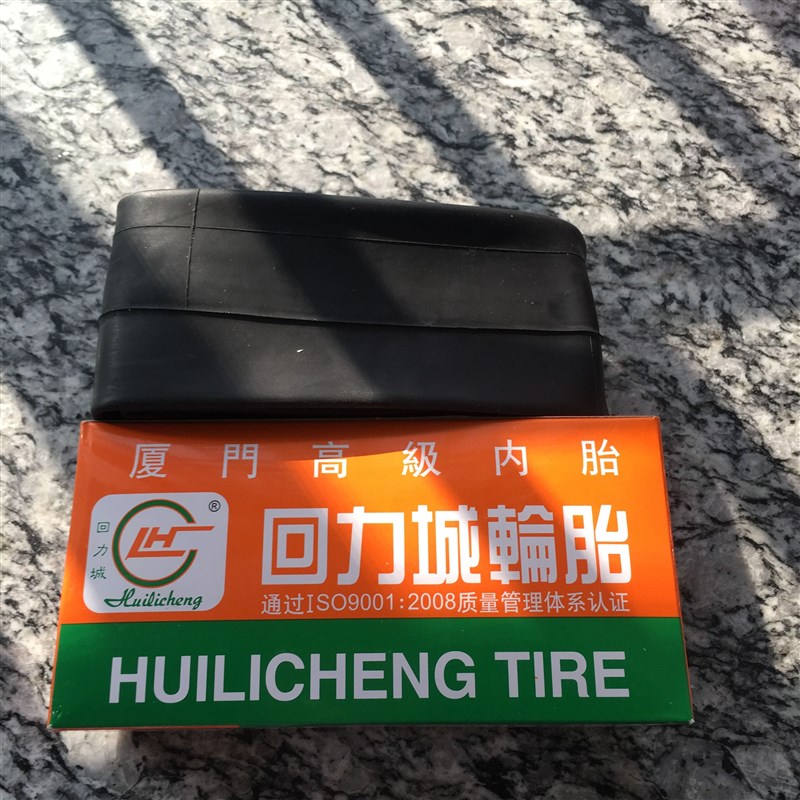 厦門高級内胎
回力城
LH
®
Huilicheng
回力城輪胎
通过ISO9001:2008质量管理体系认证
HUILICHENG TIRE